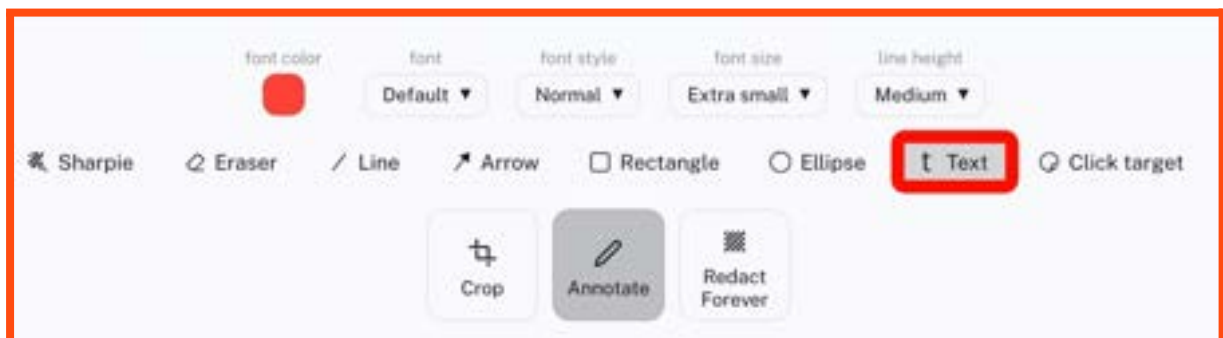 font color font font style font size line height
Default ▼ Normal ▼ Extra small ▼ Medium ▼
Sharpie Eraser Line Arrow Rectangle Ellipse t Text Click target
Crop Annotate Redact
Forever